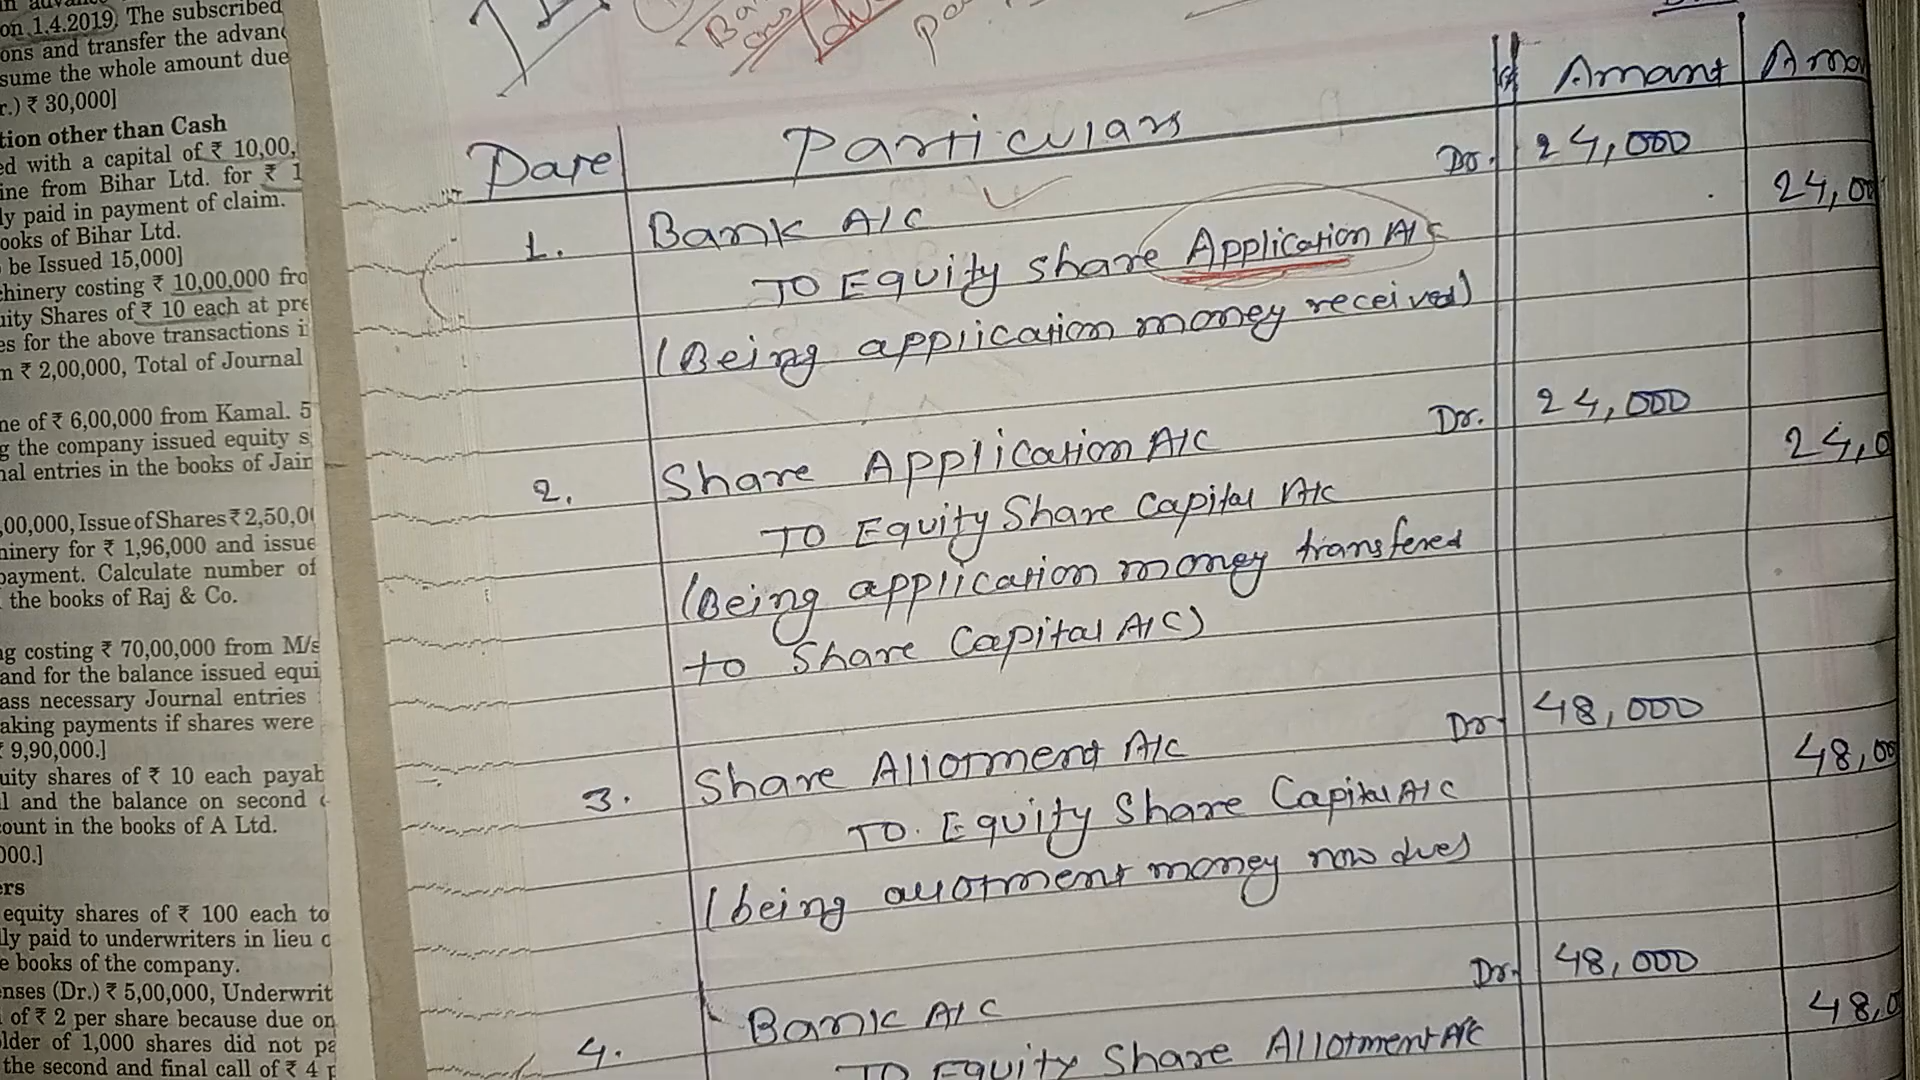 on 1.4.2019. The subscribed
ons and transfer the advanc
sume the whole amount due
r.) ₹ 30,000]
tion other than Cash
ed with a capital of ₹ 10,00,
ine from Bihar Ltd. for ₹ 1
ly paid in payment of claim.
ooks of Bihar Ltd.
be Issued 15,000]
hinery costing ₹ 10,00,000 fro
uity Shares of ₹ 10 each at pre
es for the above transactions i
n ₹ 2,00,000, Total of Journal
ne of ₹ 6,00,000 from Kamal. 5
g the company issued equity s
nal entries in the books of Jain
,00,000, Issue of Shares ₹ 2,50,0
hinery for ₹ 1,96,000 and issue
payment. Calculate number of
the books of Raj & Co.
g costing ₹ 70,00,000 from M/s
and for the balance issued equi
ass necessary Journal entries
aking payments if shares were
₹ 9,90,000.]
uity shares of ₹ 10 each payab
l and the balance on second
count in the books of A Ltd.
000.]
ers
equity shares of ₹ 100 each to
lly paid to underwriters in lieu o
e books of the company.
enses (Dr.) ₹ 5,00,000, Underwrit
of ₹ 2 per share because due on
lder of 1,000 shares did not pa
the second and final call of ₹ 4 p
Date Particulars Amant Amo
1. Bank A/C Dr. 24,000
TO Equity share Application A/C 24,00
(Being application money received)
2. Share Application A/C Dr. 24,000
TO Equity Share Capital A/C 24,0
(Being application money transfered
to Share Capital A/C)
3. Share Allotment A/C Dr 48,000
TO. Equity Share Capital A/C 48,00
(being allotment money now due)
4. Bank A/C Dr. 48,000
TO Equity Share Allotment A/C 48,0